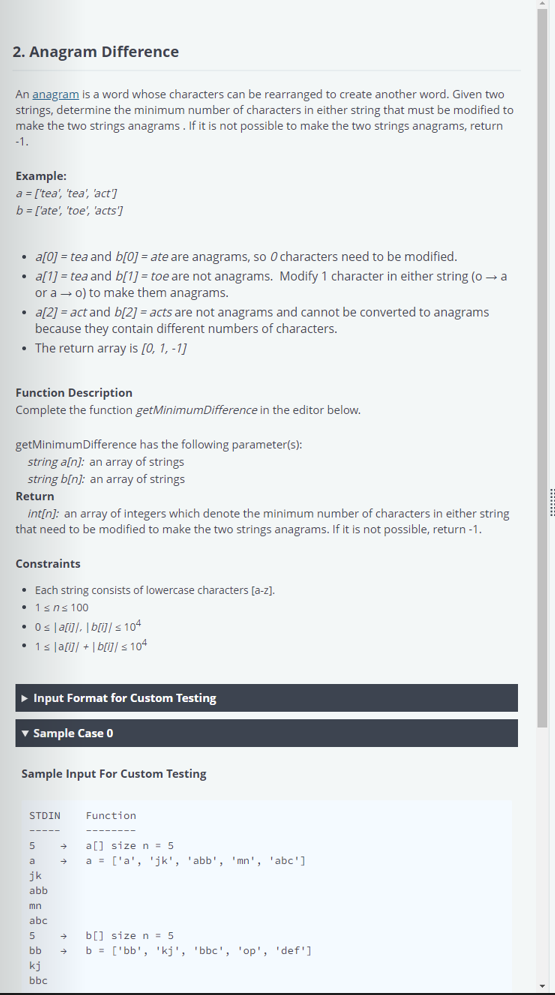 2. Anagram Difference
An anagram is a word whose characters can be rearranged to create another word. Given two
strings, determine the minimum number of characters in either string that must be modified to
make the two strings anagrams . If it is not possible to make the two strings anagrams, return
-1.
Example:
a = ['tea', 'tea', 'act']
b = ['ate', 'toe', 'acts']
• a[0] = tea and b[0] = ate are anagrams, so 0 characters need to be modified.
• a[1] = tea and b[1] = toe are not anagrams.  Modify 1 character in either string (o → a
or a → o) to make them anagrams.
• a[2] = act and b[2] = acts are not anagrams and cannot be converted to anagrams
because they contain different numbers of characters.
• The return array is [0, 1, -1]
Function Description
Complete the function getMinimumDifference in the editor below.
getMinimumDifference has the following parameter(s):
string a[n]: an array of strings
string b[n]: an array of strings
Return
int[n]: an array of integers which denote the minimum number of characters in either string
that need to be modified to make the two strings anagrams. If it is not possible, return -1.
Constraints
• Each string consists of lowercase characters [a-z].
• 1 ≤ n ≤ 100
• 0 ≤ |a[i]|, |b[i]| ≤ 10⁴
• 1 ≤ |a[i]| + |b[i]| ≤ 10⁴
▶ Input Format for Custom Testing
▼ Sample Case 0
Sample Input For Custom Testing
STDIN    Function
-----    --------
5    →   a[] size n = 5
a    →   a = ['a', 'jk', 'abb', 'mn', 'abc']
jk
abb
mn
abc
5    →   b[] size n = 5
bb   →   b = ['bb', 'kj', 'bbc', 'op', 'def']
kj
bbc